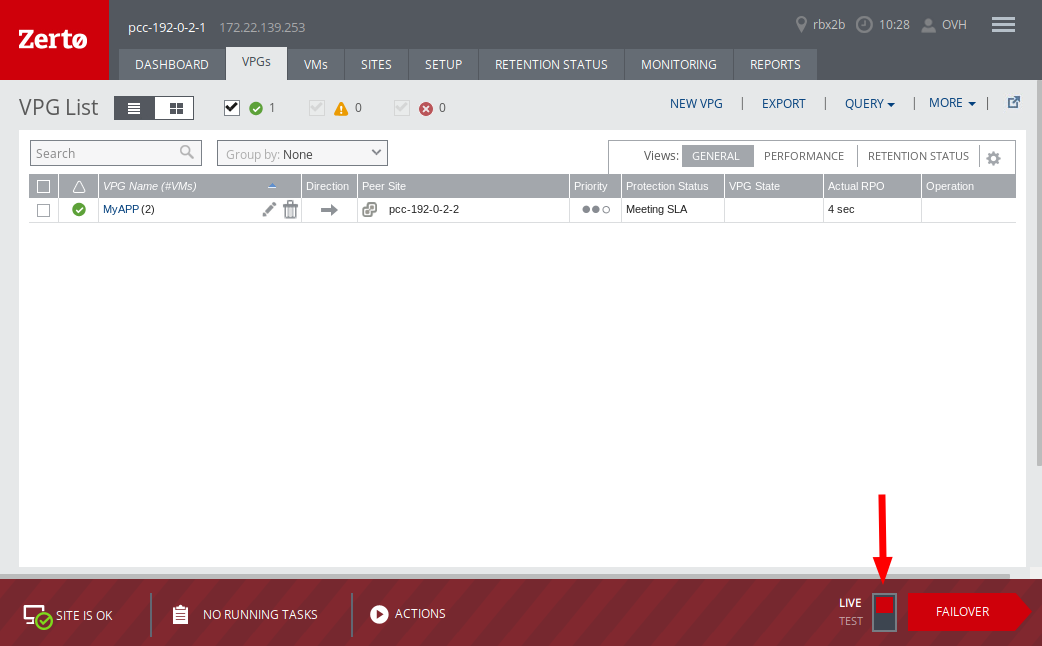 Zerto
pcc-192-0-2-1 172.22.139.253 rbx2b 10:28 OVH
DASHBOARD VPGs VMs SITES SETUP RETENTION STATUS MONITORING REPORTS
VPG List 1 0 0 NEW VPG | EXPORT | QUERY | MORE |
Search Group by: None Views: GENERAL PERFORMANCE RETENTION STATUS
VPG Name (#VMs) Direction Peer Site Priority Protection Status VPG State Actual RPO Operation
MyAPP (2) pcc-192-0-2-2 Meeting SLA 4 sec
SITE IS OK NO RUNNING TASKS ACTIONS LIVE FAILOVER
TEST